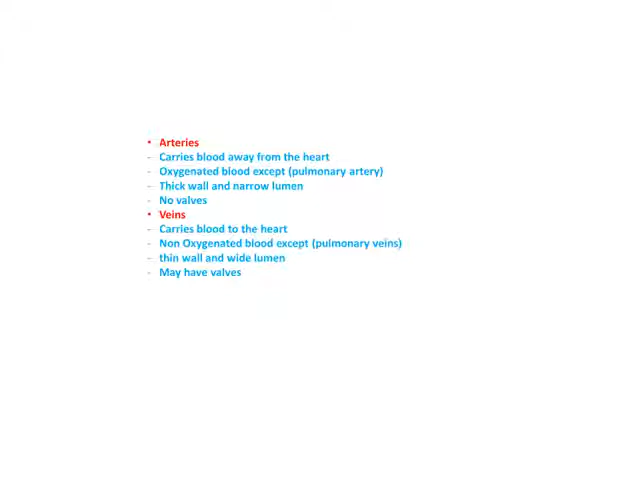 • Arteries
- Carries blood away from the heart
- Oxygenated blood except (pulmonary artery)
- Thick wall and narrow lumen
- No valves
• Veins
- Carries blood to the heart
- Non Oxygenated blood except (pulmonary veins)
- thin wall and wide lumen
- May have valves